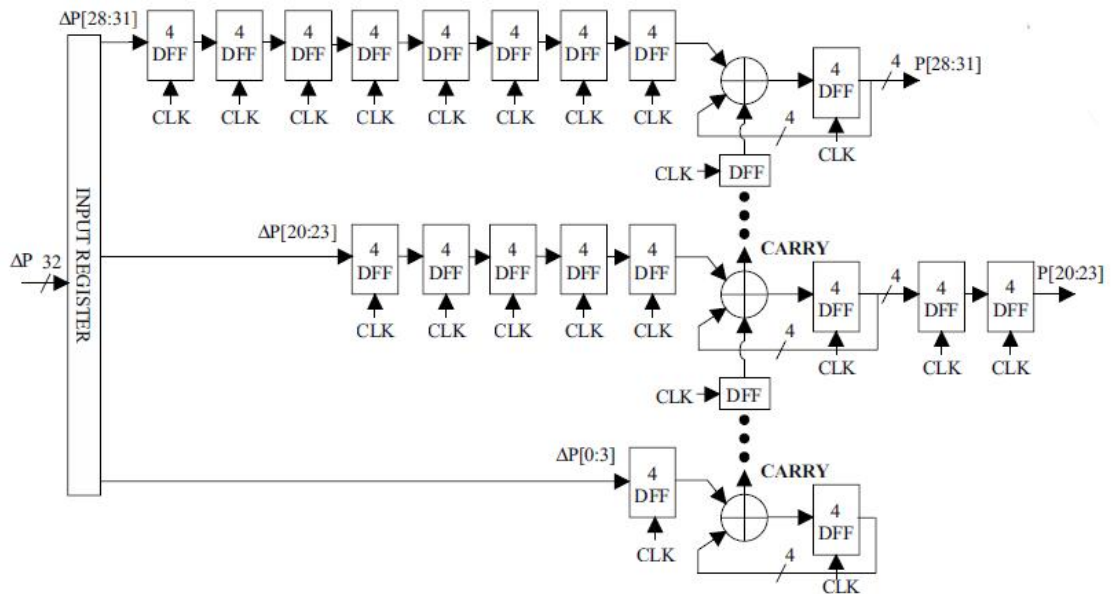 ΔP[28:31]
4 4 4 4 4 4 4 4
DFF DFF DFF DFF DFF DFF DFF DFF
CLK CLK CLK CLK CLK CLK CLK CLK
4
DFF
4
P[28:31]
4
CLK
CLK
DFF
INPUT REGISTER
ΔP 32
ΔP[20:23]
4 4 4 4 4
DFF DFF DFF DFF DFF
CLK CLK CLK CLK CLK
CARRY
4
DFF
4
4 4
DFF DFF
P[20:23]
4
CLK CLK CLK
CLK
DFF
ΔP[0:3]
4
DFF
CLK
CARRY
4
DFF
4
CLK